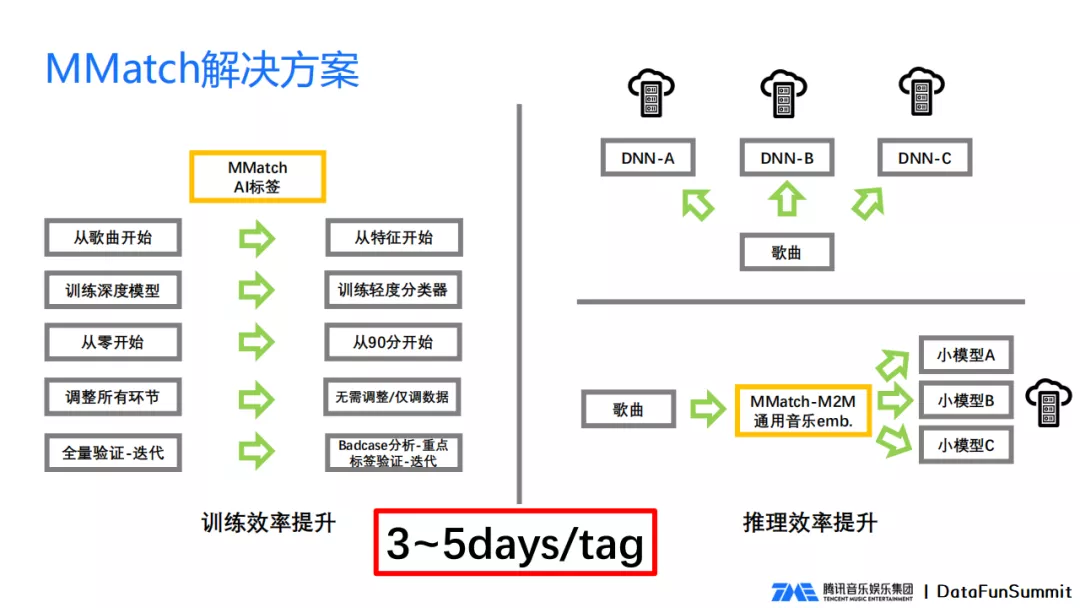 MMatch解决方案
MMatch
AI标签
从歌曲开始
从特征开始
训练深度模型
训练轻度分类器
从零开始
从90分开始
调整所有环节
无需调整/仅调数据
全量验证-迭代
Badcase分析-重点
标签验证-迭代
训练效率提升
DNN-A
DNN-B
DNN-C
歌曲
歌曲
MMatch-M2M
通用音乐emb.
小模型A
小模型B
小模型C
推理效率提升
3~5days/tag
TME 腾讯音乐娱乐集团
TENCENT MUSIC ENTERTAINMENT
| DataFunSummit